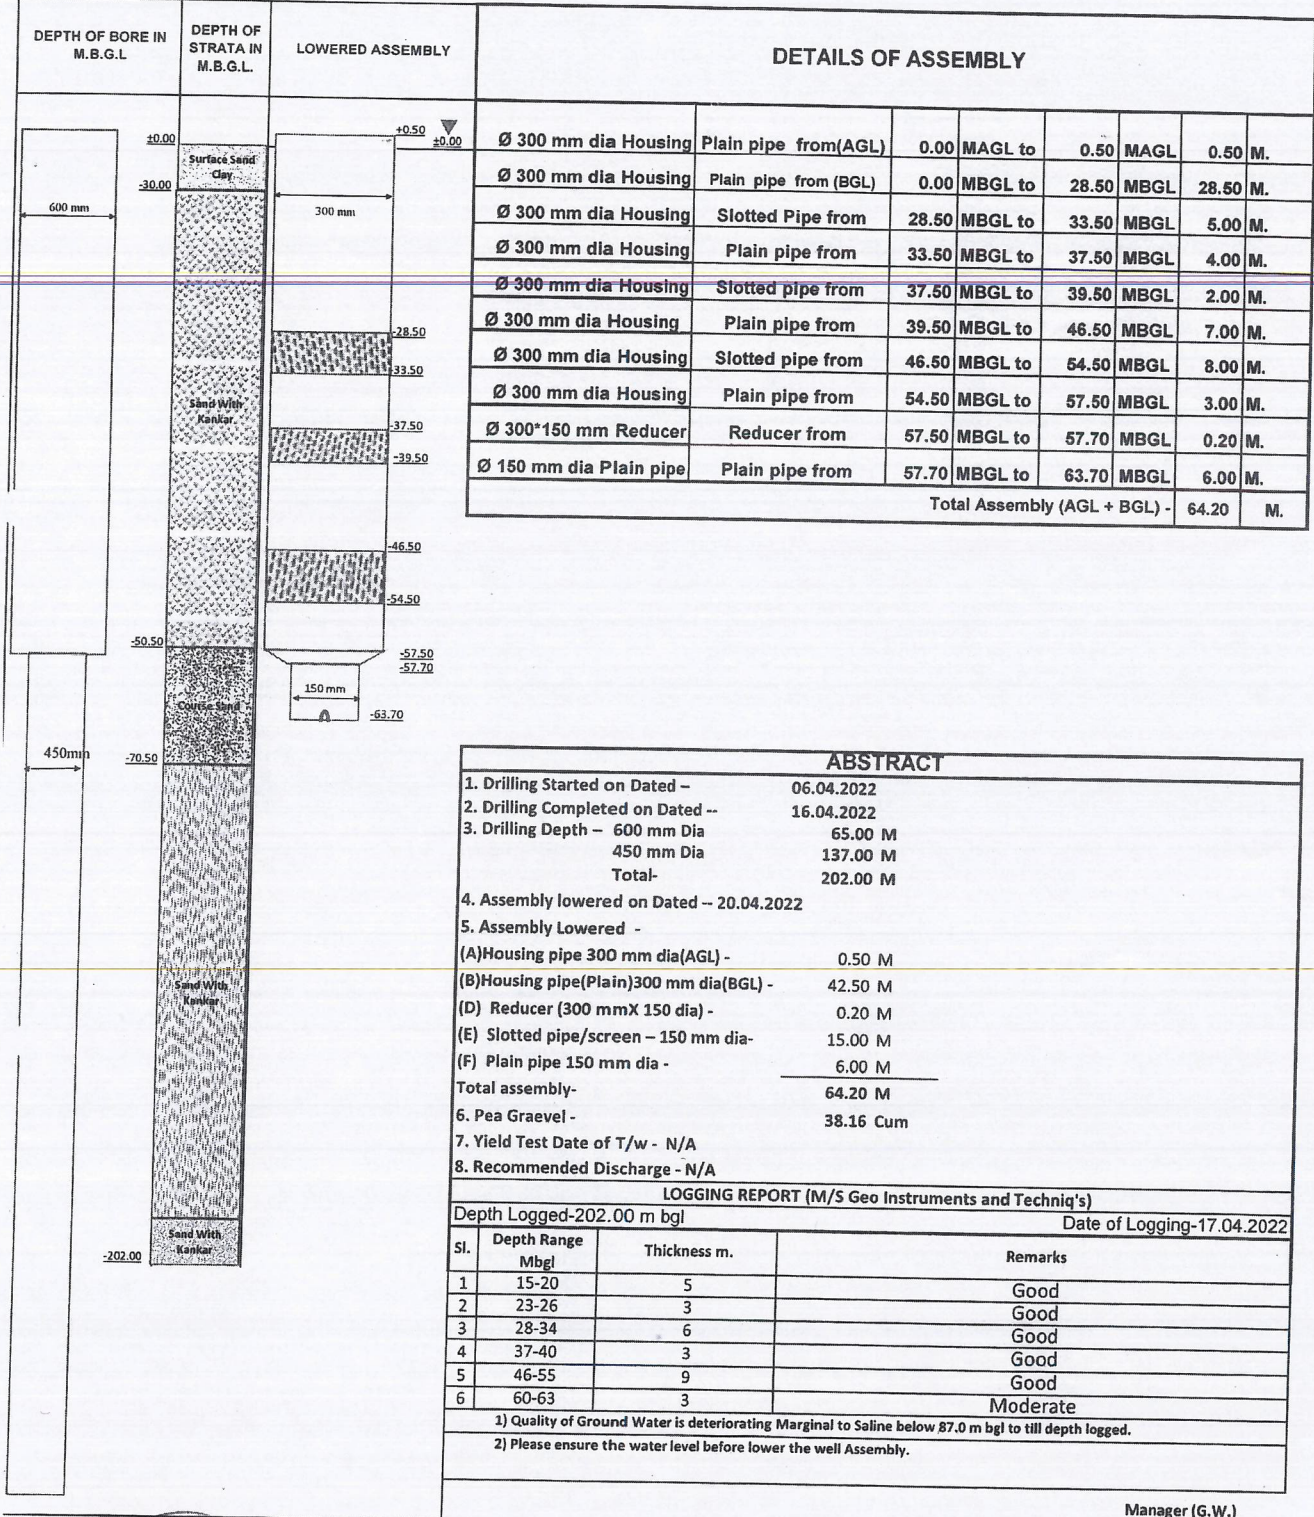 DEPTH OF BORE IN M.B.G.L
DEPTH OF STRATA IN M.B.G.L.
LOWERED ASSEMBLY
DETAILS OF ASSEMBLY
±0.00
Surface Sand
Clay
-30.00
600 mm
Sand With
Kankar.
-50.50
Course Sand
450mm
-70.50
Sand With
Kankar
Sand With
Kankar
-202.00
+0.50
±0.00
300 mm
-28.50
-33.50
-37.50
-39.50
-46.50
-54.50
-57.50
-57.70
150 mm
-63.70
Ø 300 mm dia Housing Plain pipe from(AGL) 0.00 MAGL to 0.50 MAGL 0.50 M.
Ø 300 mm dia Housing Plain pipe from (BGL) 0.00 MBGL to 28.50 MBGL 28.50 M.
Ø 300 mm dia Housing Slotted Pipe from 28.50 MBGL to 33.50 MBGL 5.00 M.
Ø 300 mm dia Housing Plain pipe from 33.50 MBGL to 37.50 MBGL 4.00 M.
Ø 300 mm dia Housing Slotted pipe from 37.50 MBGL to 39.50 MBGL 2.00 M.
Ø 300 mm dia Housing Plain pipe from 39.50 MBGL to 46.50 MBGL 7.00 M.
Ø 300 mm dia Housing Slotted pipe from 46.50 MBGL to 54.50 MBGL 8.00 M.
Ø 300 mm dia Housing Plain pipe from 54.50 MBGL to 57.50 MBGL 3.00 M.
Ø 300*150 mm Reducer Reducer from 57.50 MBGL to 57.70 MBGL 0.20 M.
Ø 150 mm dia Plain pipe Plain pipe from 57.70 MBGL to 63.70 MBGL 6.00 M.
Total Assembly (AGL + BGL) - 64.20 M.
ABSTRACT
1. Drilling Started on Dated – 06.04.2022
2. Drilling Completed on Dated -- 16.04.2022
3. Drilling Depth – 600 mm Dia 65.00 M
450 mm Dia 137.00 M
Total- 202.00 M
4. Assembly lowered on Dated -- 20.04.2022
5. Assembly Lowered -
(A)Housing pipe 300 mm dia(AGL) - 0.50 M
(B)Housing pipe(Plain)300 mm dia(BGL) - 42.50 M
(D) Reducer (300 mmX 150 dia) - 0.20 M
(E) Slotted pipe/screen – 150 mm dia- 15.00 M
(F) Plain pipe 150 mm dia - 6.00 M
Total assembly- 64.20 M
6. Pea Graevel - 38.16 Cum
7. Yield Test Date of T/w - N/A
8. Recommended Discharge - N/A
LOGGING REPORT (M/S Geo Instruments and Techniq's)
Depth Logged-202.00 m bgl Date of Logging-17.04.2022
Sl. Depth Range Mbgl Thickness m. Remarks
1 15-20 5 Good
2 23-26 3 Good
3 28-34 6 Good
4 37-40 3 Good
5 46-55 9 Good
6 60-63 3 Moderate
1) Quality of Ground Water is deteriorating Marginal to Saline below 87.0 m bgl to till depth logged.
2) Please ensure the water level before lower the well Assembly.
Manager (G.W.)